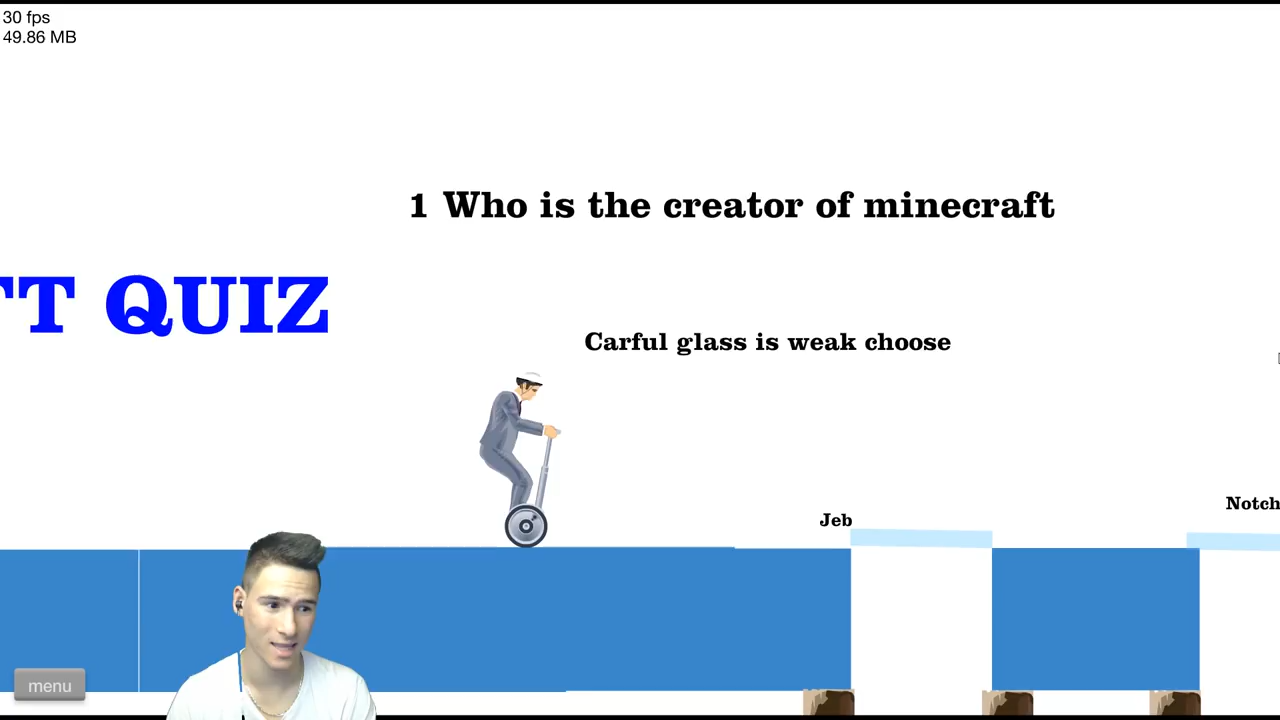 30 fps
49.86 MB
1 Who is the creator of minecraft
TT QUIZ
Carful glass is weak choose
Notch
Jeb
menu